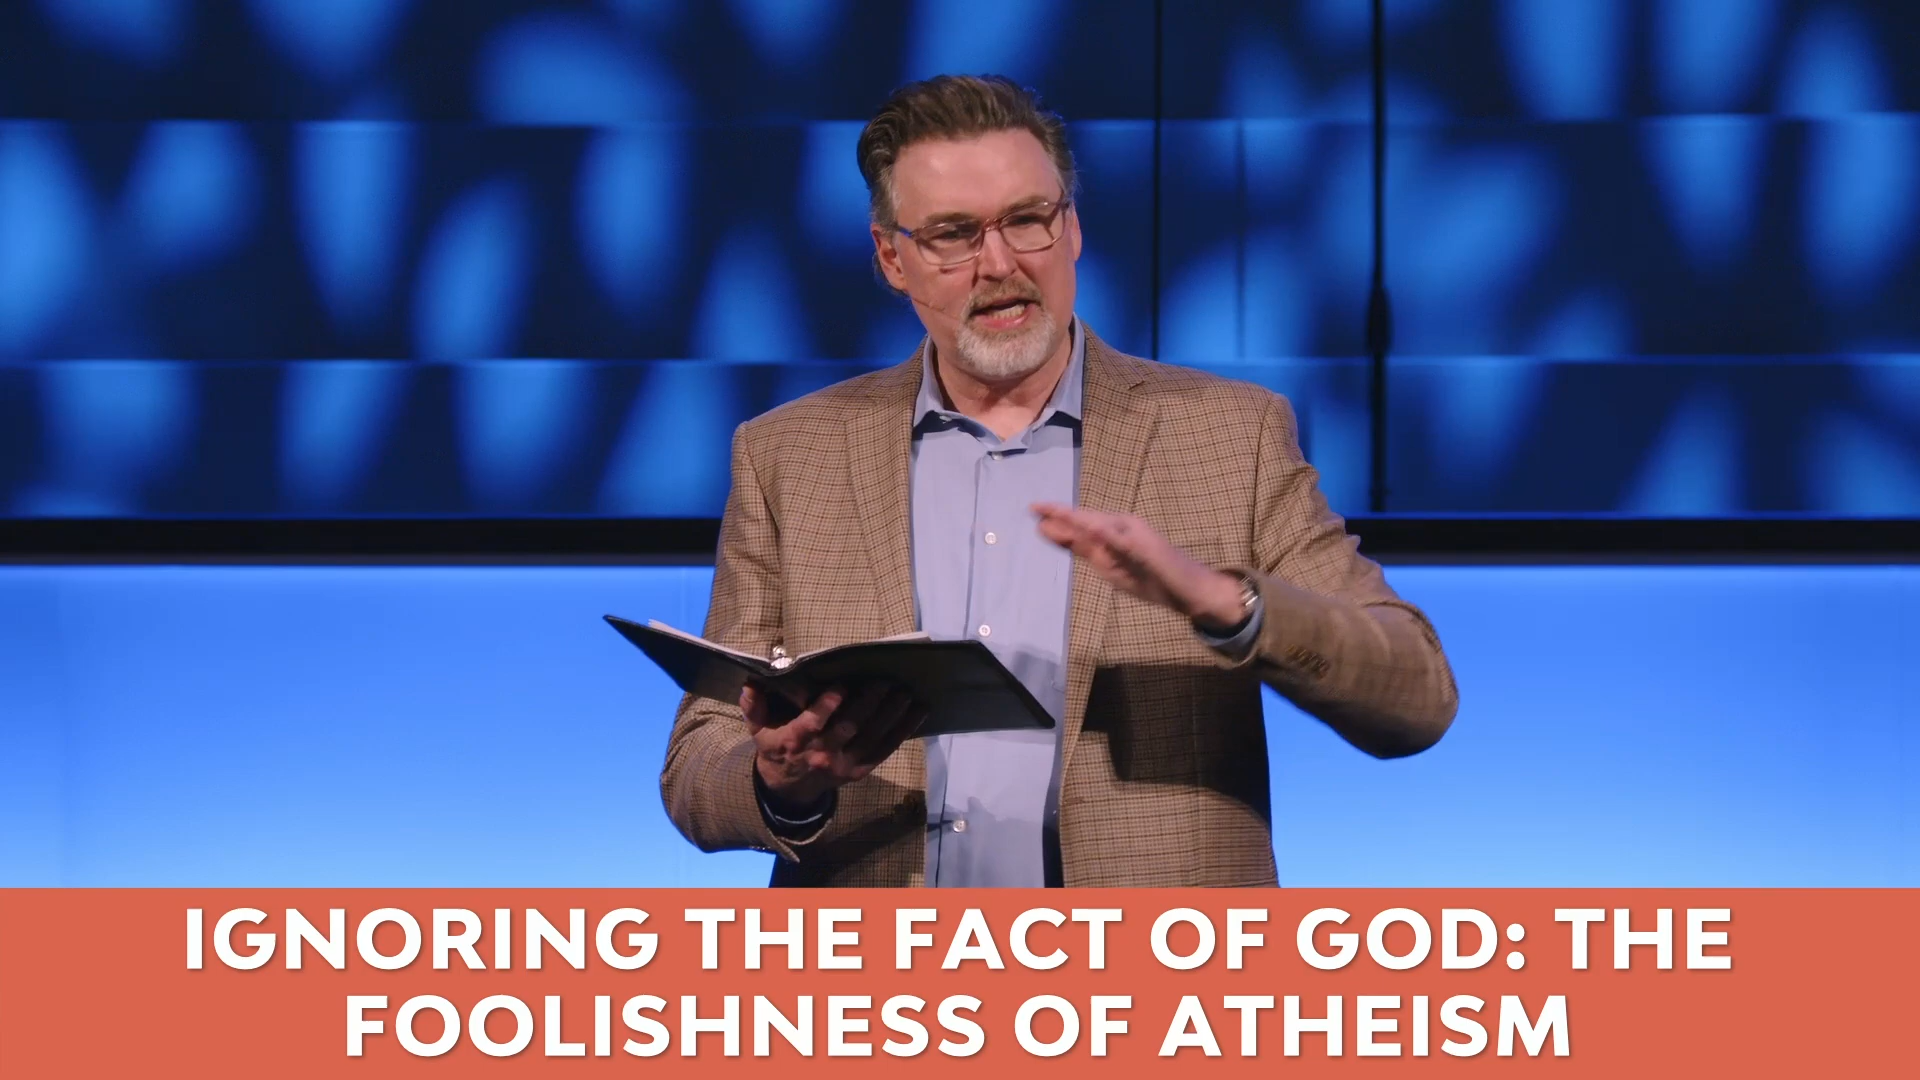 IGNORING THE FACT OF GOD: THE
FOOLISHNESS OF ATHEISM